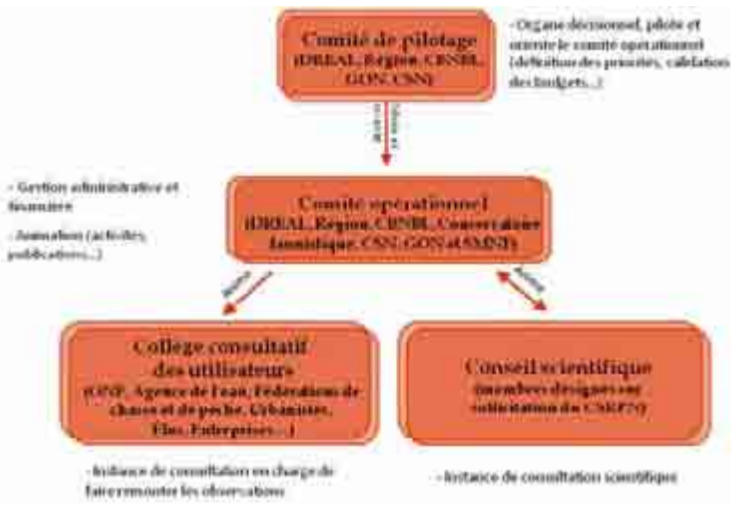 Comité de pilotage
(DREAL, Région, CBNBL,
GON, CSN)
- Organe décisionnel, pilote et
oriente le comité opérationnel
(définition des priorités, validation
des budgets...)
- Gestion administrative et
financière
- Animation (activités,
publications...)
Comité opérationnel
(DREAL, Région, CBNBL, Conservatoire
faunistique, CSN, GON et SMNF)
Anime
Anime
Collège consultatif
des utilisateurs
(ONF, Agence de l'eau, Fédérations de
chasse et de pêche, Urbanistes,
Elus, Entreprises...)
Conseil scientifique
(membres désignés sur
sollicitation du CSRPN)
- Instance de consultation en charge de
faire remonter les observations
- Instance de consultation scientifique